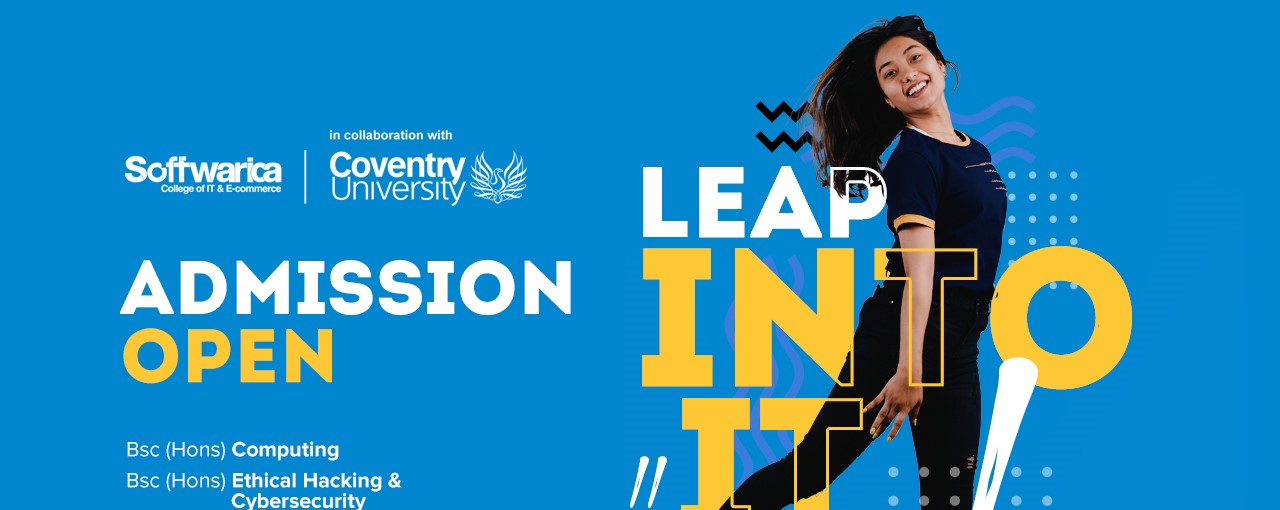 in collaboration with
Softwarica
College of IT & E-commerce
Coventry
University
ADMISSION
OPEN
Bsc (Hons) Computing
Bsc (Hons) Ethical Hacking &
Cybersecurity
LEAP
INTO
IT